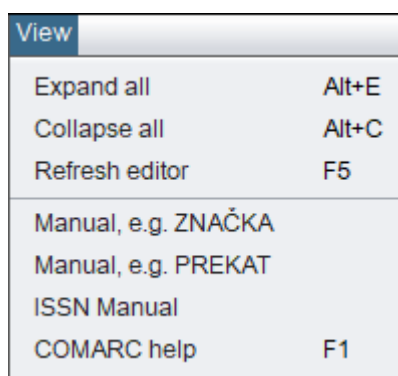 View
Expand all Alt+E
Collapse all Alt+C
Refresh editor F5
Manual, e.g. ZNAČKA
Manual, e.g. PREKAT
ISSN Manual
COMARC help F1